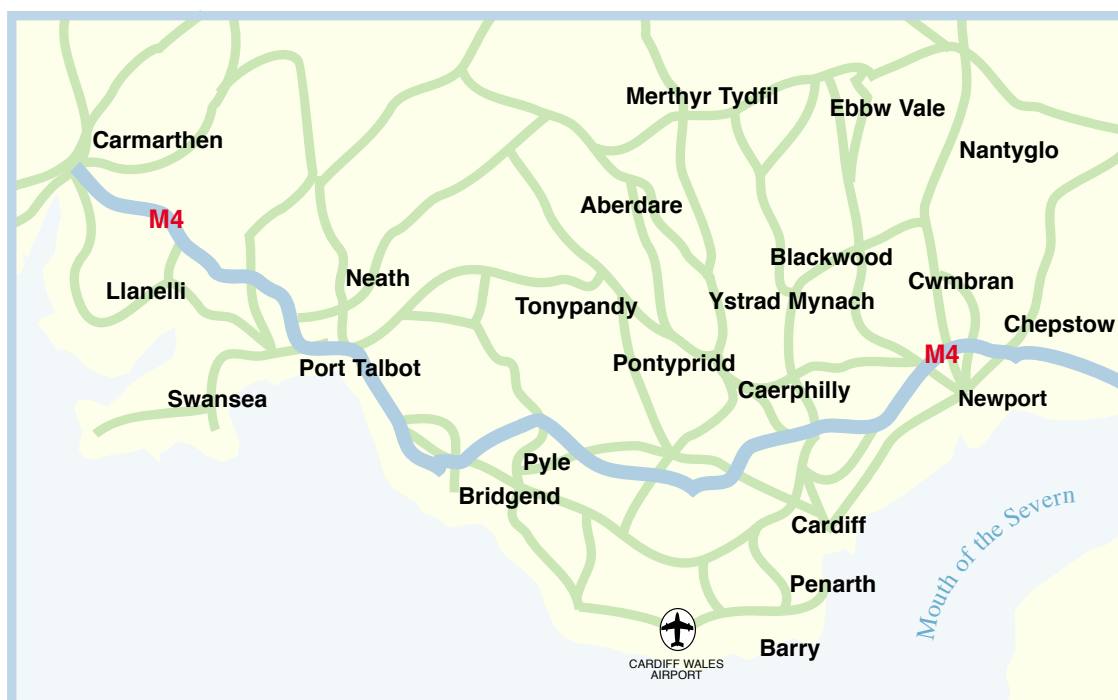 Merthyr Tydfil
Ebbw Vale
Carmarthen
Nantyglo
Aberdare
M4
Blackwood
Neath
Cwmbran
Llanelli
Tonypandy
Ystrad Mynach
Chepstow
M4
Port Talbot
Pontypridd
Caerphilly
Swansea
Newport
Pyle
Bridgend
Cardiff
Mouth of the Severn
Penarth
Barry
CARDIFF WALES
AIRPORT